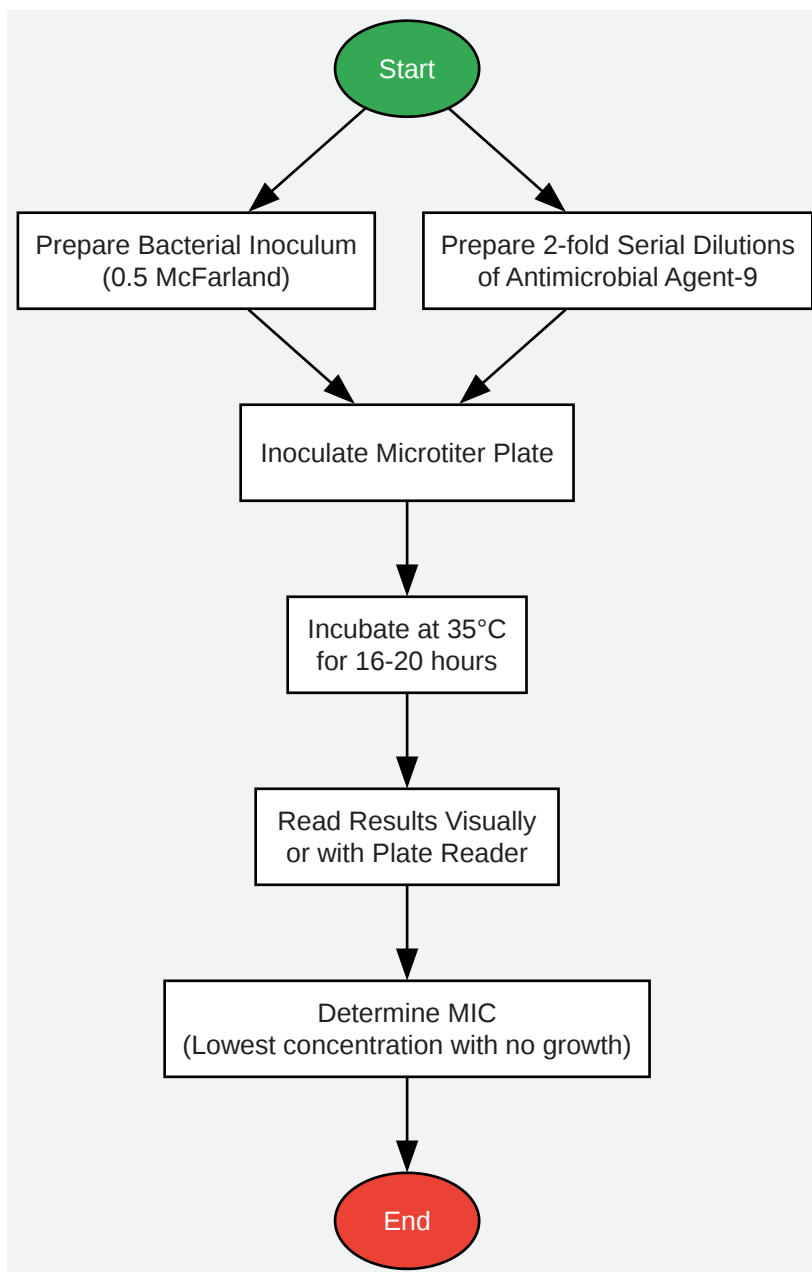 Start
Prepare Bacterial Inoculum
(0.5 McFarland)
Prepare 2-fold Serial Dilutions
of Antimicrobial Agent-9
Inoculate Microtiter Plate
Incubate at 35°C
for 16-20 hours
Read Results Visually
or with Plate Reader
Determine MIC
(Lowest concentration with no growth)
End